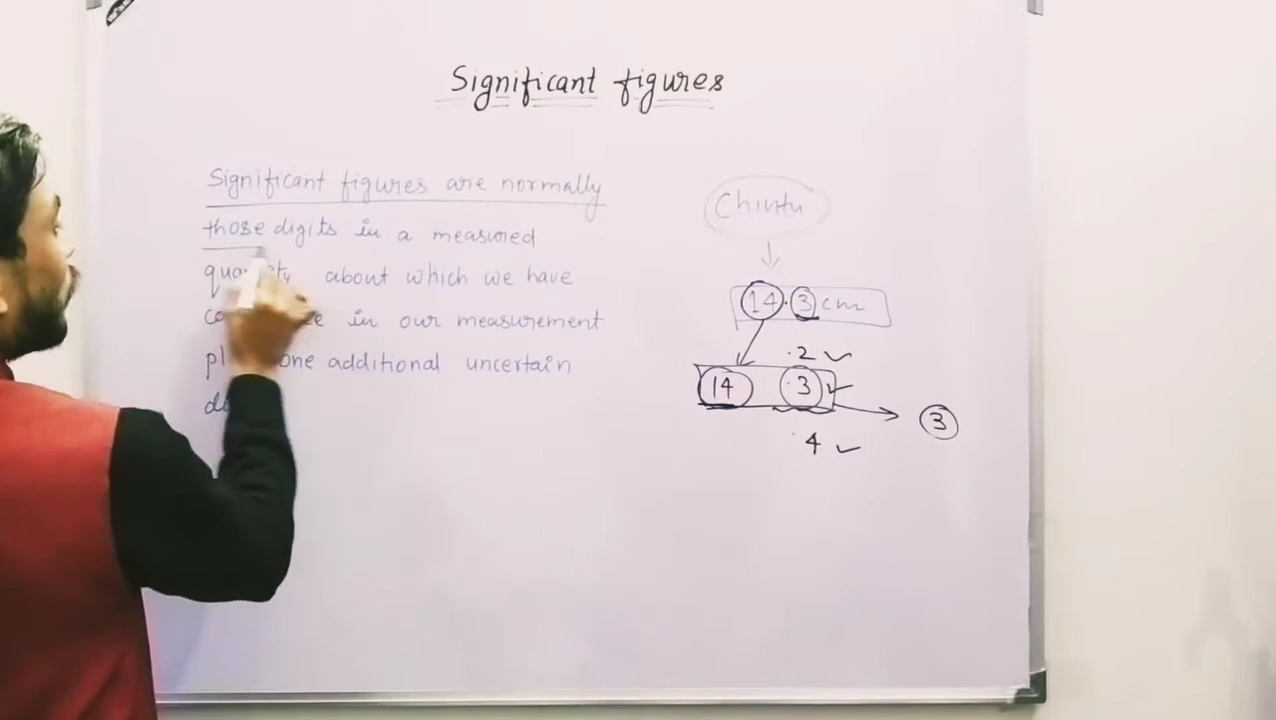 Significant figures
Significant figures are normally
those digits in a measured
about which we have
in our measurement
one additional uncertain
Chintu
14.3 cm
.2 ✓
14 .3 ✓
3
.4 ✓